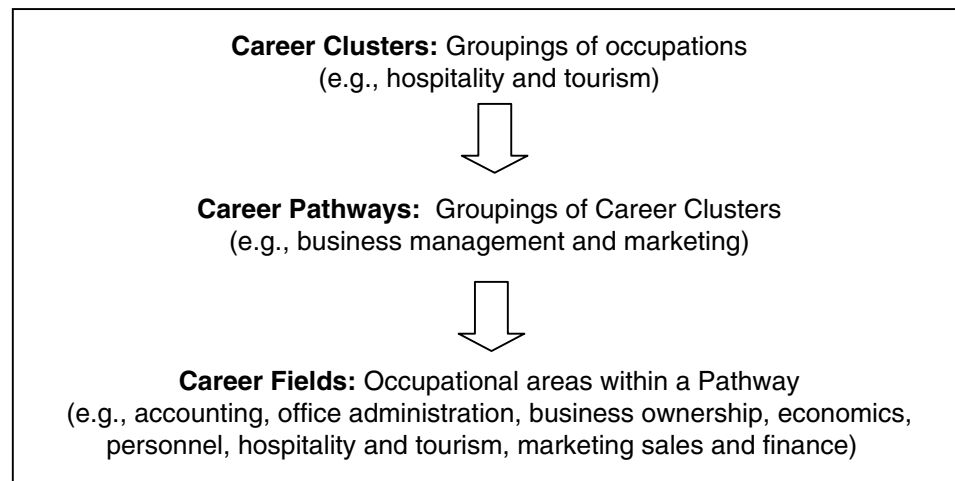 Career Clusters: Groupings of occupations
(e.g., hospitality and tourism)
Career Pathways: Groupings of Career Clusters
(e.g., business management and marketing)
Career Fields: Occupational areas within a Pathway
(e.g., accounting, office administration, business ownership, economics,
personnel, hospitality and tourism, marketing sales and finance)